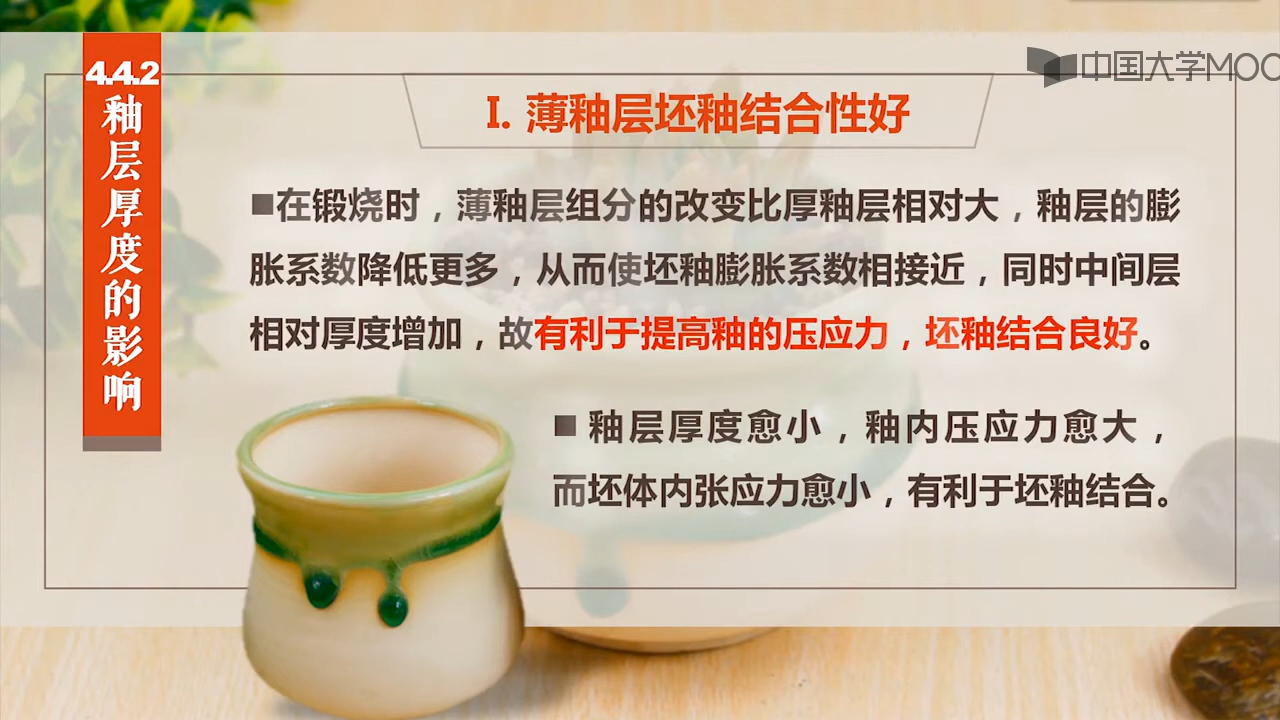 4.4.2
釉层厚度的影响
中国大学MOO
I. 薄釉层坯釉结合性好
■在锻烧时，薄釉层组分的改变比厚釉层相对大，釉层的膨
胀系数降低更多，从而使坯釉膨胀系数相接近，同时中间层
相对厚度增加，故有利于提高釉的压应力，坯釉结合良好。
■ 釉层厚度愈小，釉内压应力愈大，
而坯体内张应力愈小，有利于坯釉结合。